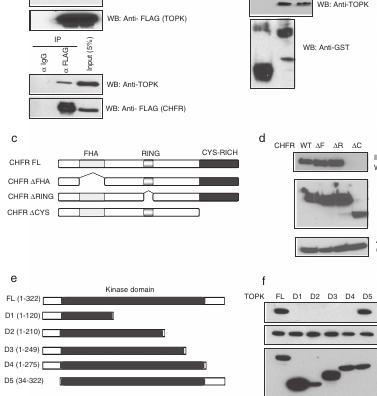 WB: Anti- FLAG (TOPK)
IP
α IgG
α FLAG
Input (5%)
WB: Anti-TOPK
WB: Anti- FLAG (CHFR)
WB: Anti-TOPK
WB: Anti-GST
c
FHA
RING
CYS-RICH
CHFR FL
CHFR ΔFHA
CHFR ΔRING
CHFR ΔCYS
d
CHFR WT ΔF ΔR ΔC
e
Kinase domain
FL (1-322)
D1 (1-120)
D2 (1-210)
D3 (1-249)
D4 (1-275)
D5 (34-322)
f
TOPK FL D1 D2 D3 D4 D5